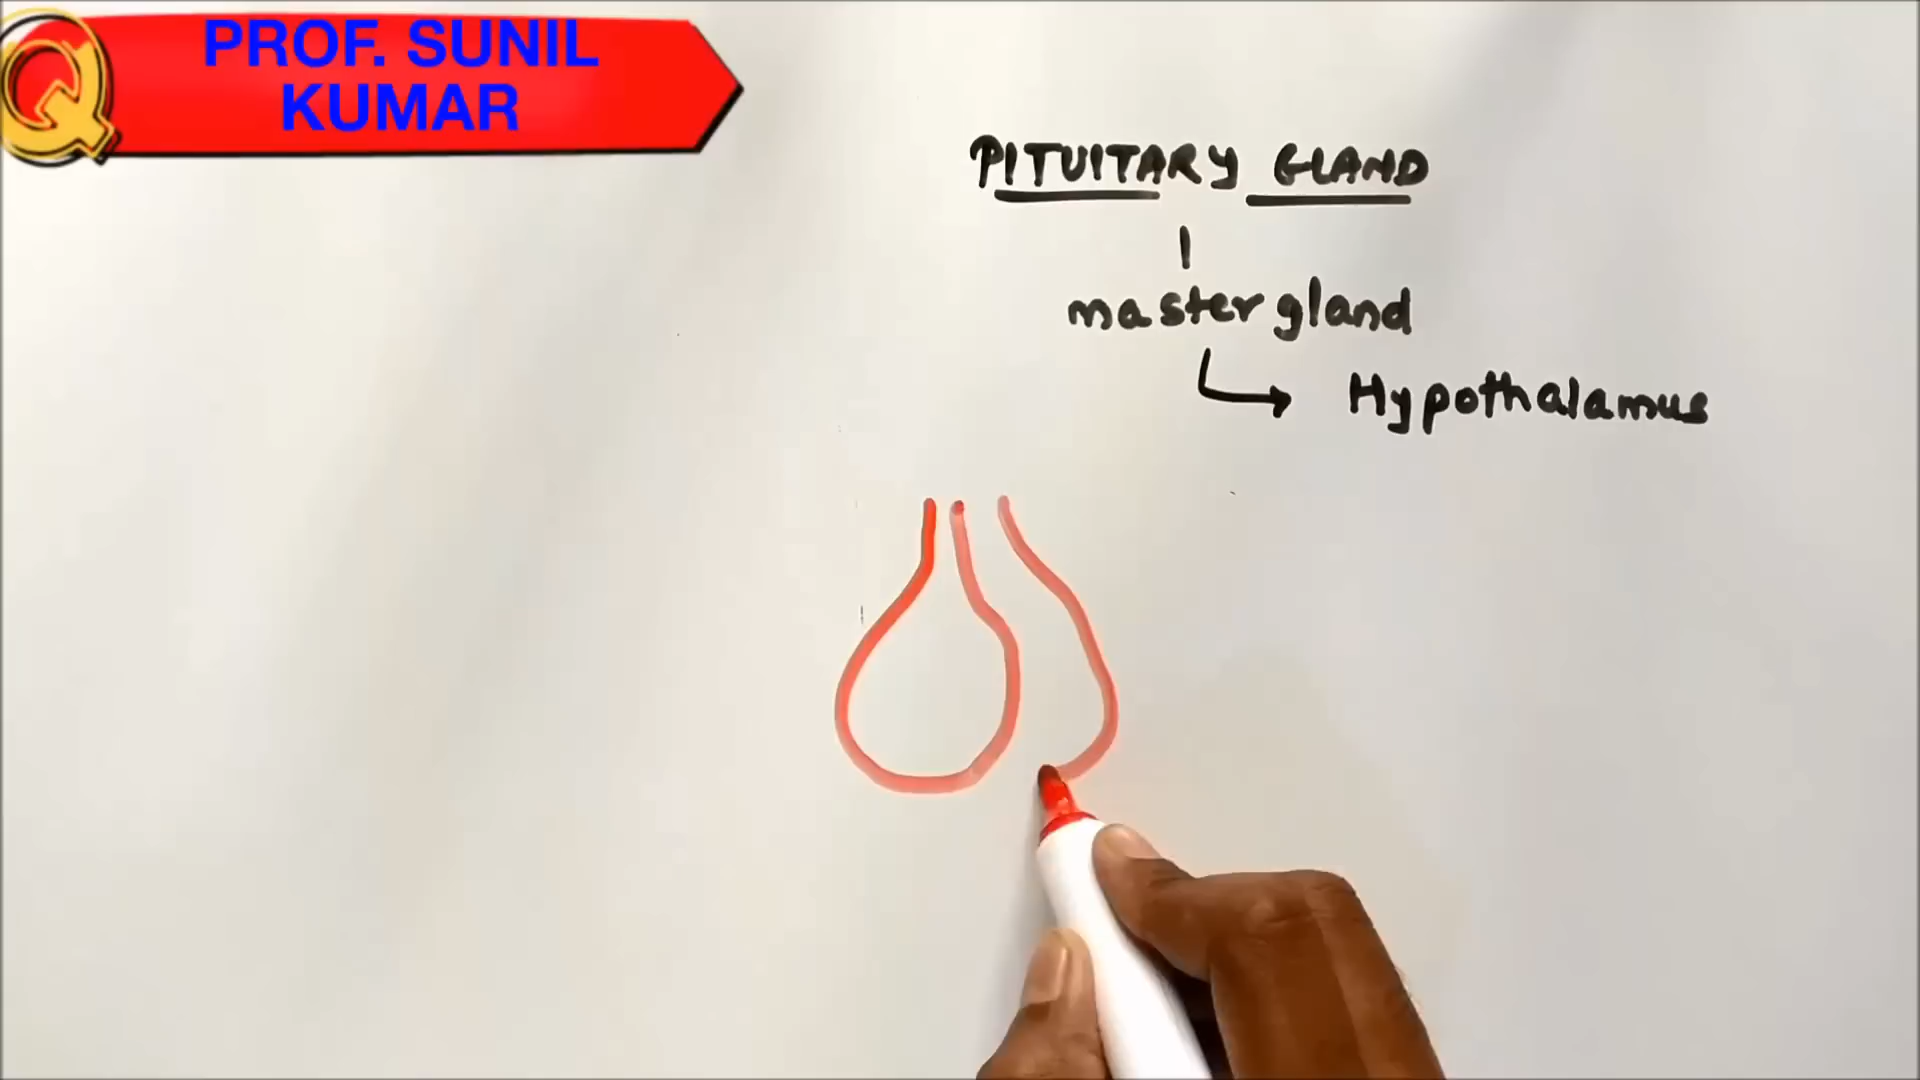 PROF. SUNIL
KUMAR
PITUITARY GLAND
master gland
Hypothalamus